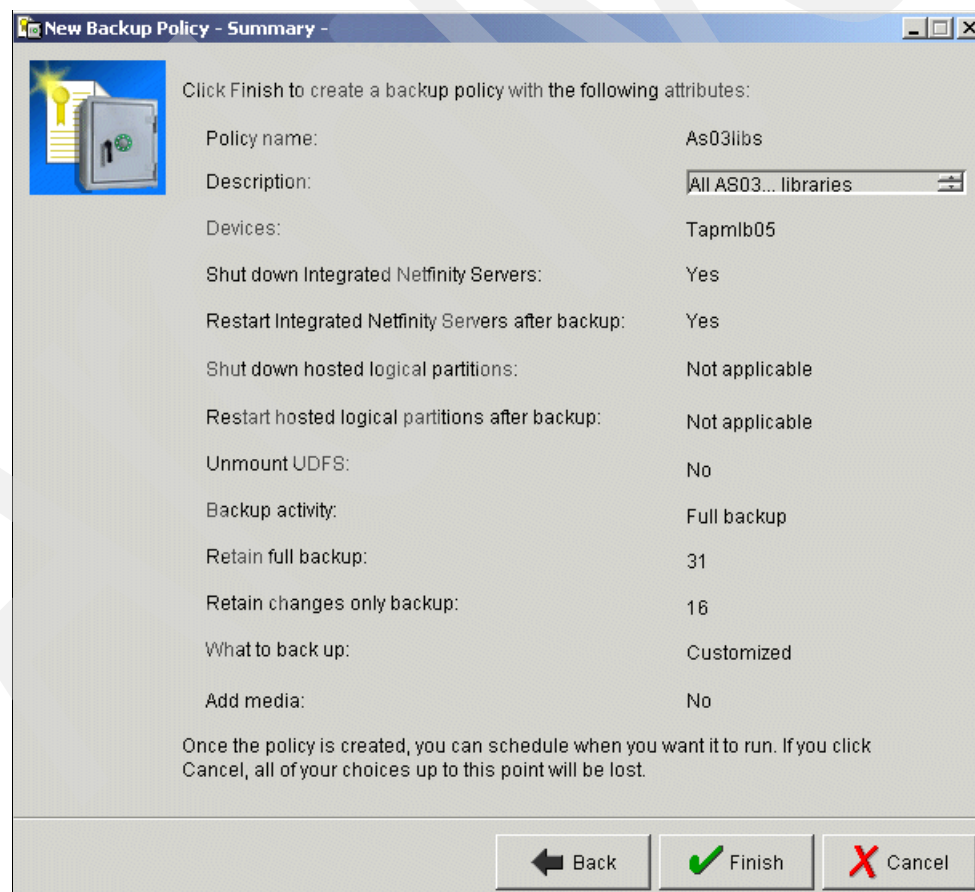 New Backup Policy - Summary -
Click Finish to create a backup policy with the following attributes:
Policy name: As03libs
Description: All AS03... libraries
Devices: Tapmlb05
Shut down Integrated Netfinity Servers: Yes
Restart Integrated Netfinity Servers after backup: Yes
Shut down hosted logical partitions: Not applicable
Restart hosted logical partitions after backup: Not applicable
Unmount UDFS: No
Backup activity: Full backup
Retain full backup: 31
Retain changes only backup: 16
What to back up: Customized
Add media: No
Once the policy is created, you can schedule when you want it to run. If you click
Cancel, all of your choices up to this point will be lost.
Back Finish Cancel